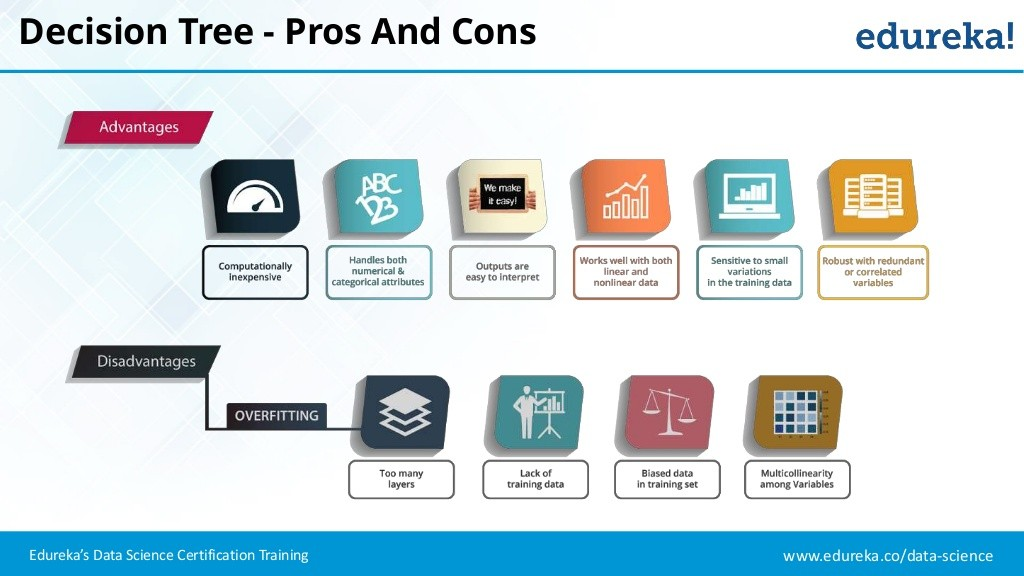 Decision Tree - Pros And Cons
edureka!
Advantages
ABC
123
We make
it easy!
Computationally
inexpensive
Handles both
numerical &
categorical attributes
Outputs are
easy to interpret
Works well with both
linear and
nonlinear data
Sensitive to small
variations
in the training data
Robust with redundant
or correlated
variables
Disadvantages
OVERFITTING
Too many
layers
Lack of
training data
Biased data
in training set
Multicollinearity
among Variables
Edureka's Data Science Certification Training
www.edureka.co/data-science